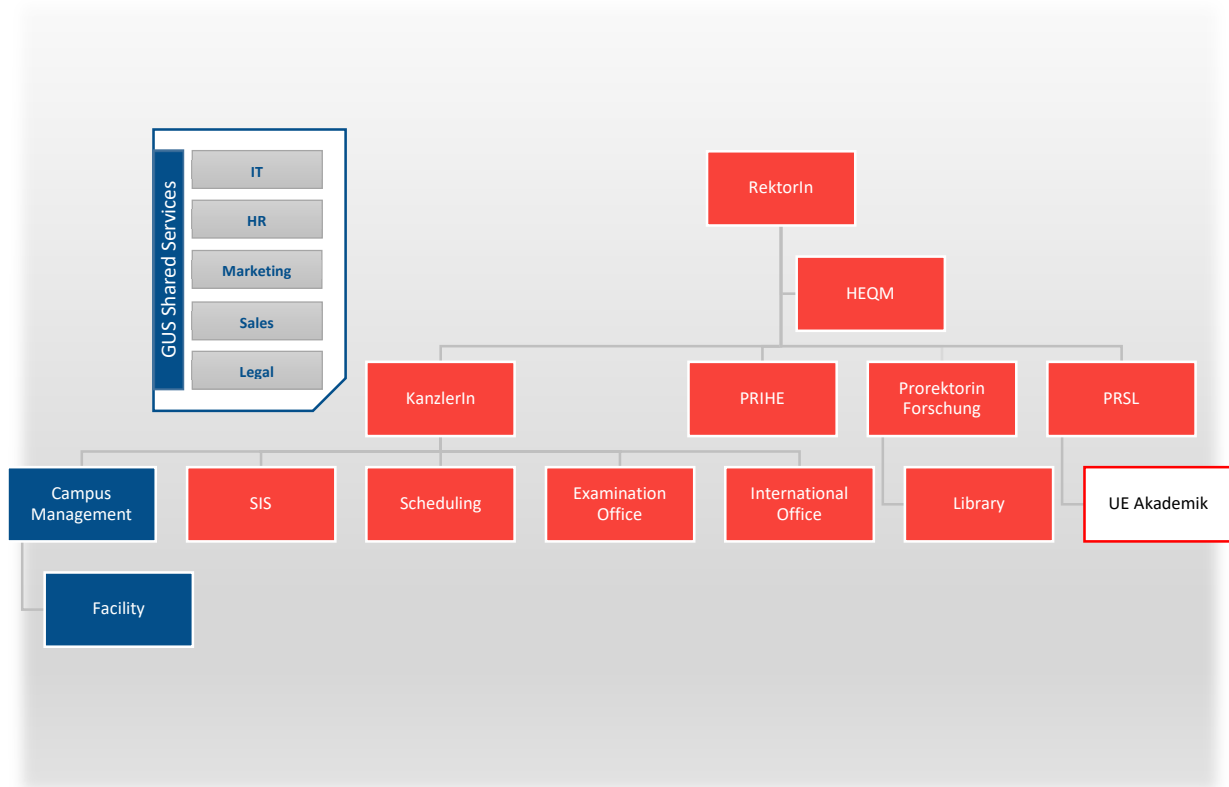 GUS Shared Services
IT
HR
Marketing
Sales
Legal
RektorIn
HEQM
KanzlerIn
PRIHE
Prorektorin
Forschung
PRSL
Campus
Management
SIS
Scheduling
Examination
Office
International
Office
Library
UE Akademik
Facility